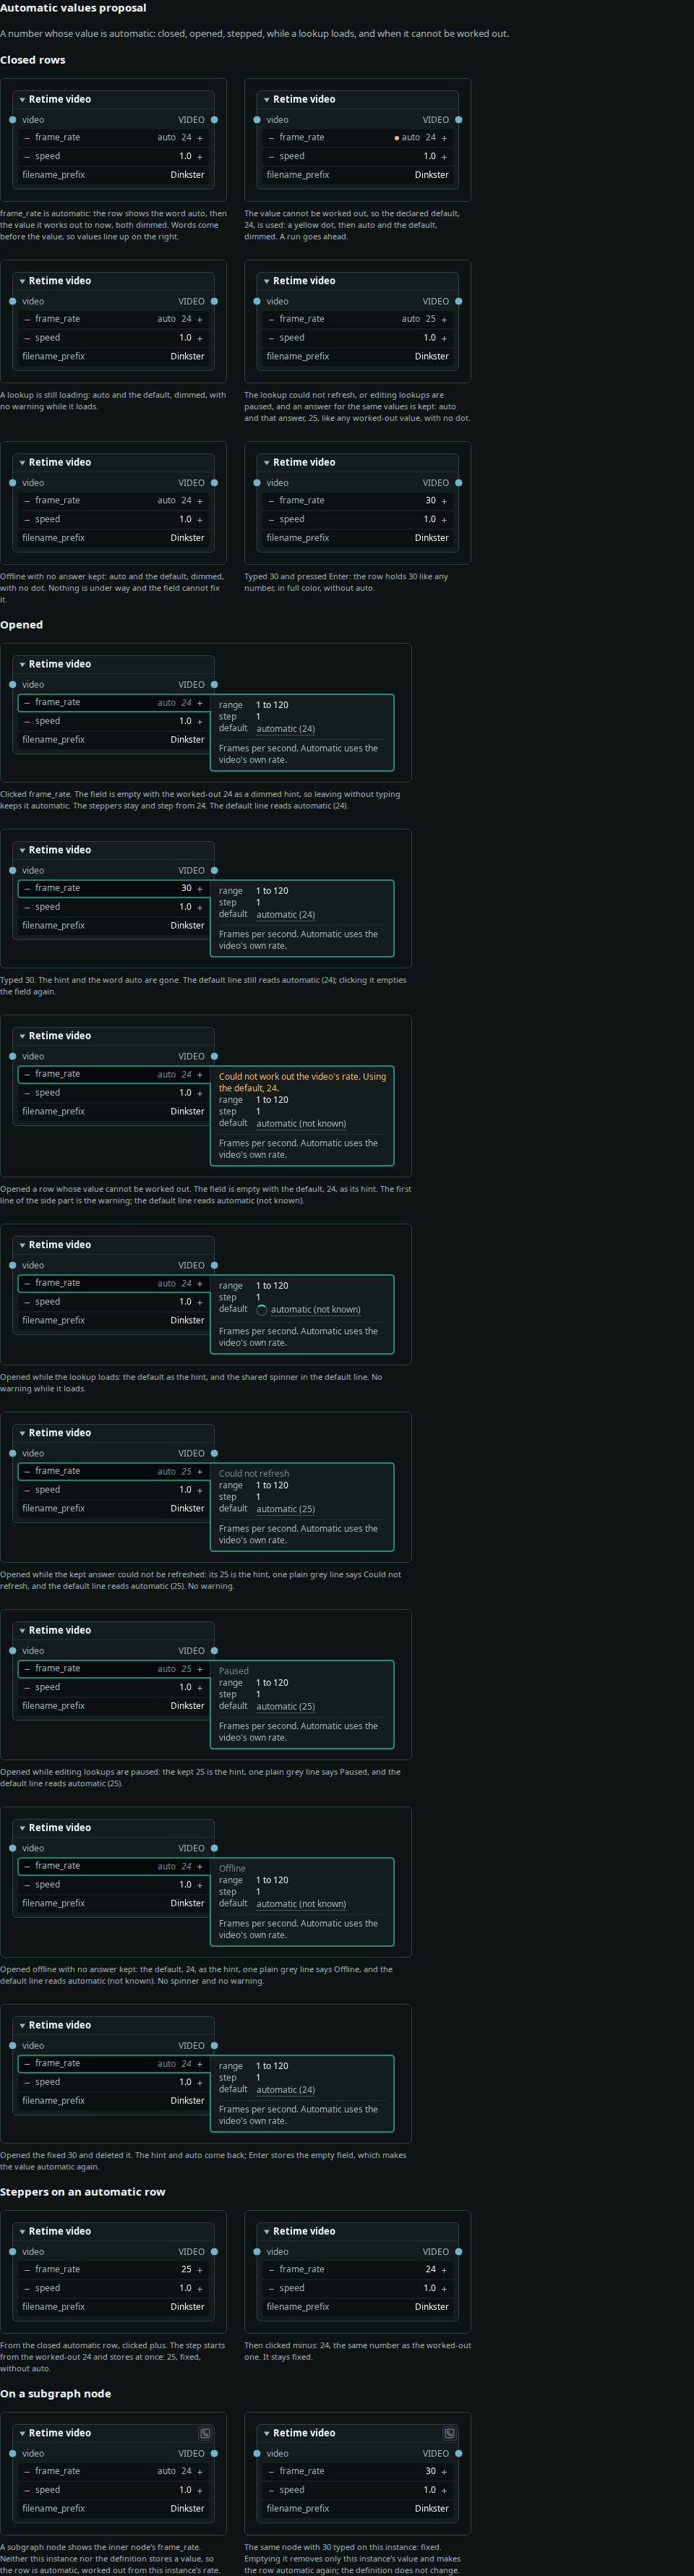 Automatic values proposal
A number whose value is automatic: closed, opened, stepped, while a lookup loads, and when it cannot be worked out.
Closed rows
Retime video
video VIDEO
− frame_rate auto 24 +
− speed 1.0 +
filename_prefix Dinkster
frame_rate is automatic: the row shows the word auto, then
the value it works out to now, both dimmed. Words come
before the value, so values line up on the right.
Retime video
video VIDEO
− frame_rate auto 24 +
− speed 1.0 +
filename_prefix Dinkster
The value cannot be worked out, so the declared default,
24, is used: a yellow dot, then auto and the default,
dimmed. A run goes ahead.
Retime video
video VIDEO
− frame_rate auto 24 +
− speed 1.0 +
filename_prefix Dinkster
A lookup is still loading: auto and the default, dimmed, with
no warning while it loads.
Retime video
video VIDEO
− frame_rate auto 25 +
− speed 1.0 +
filename_prefix Dinkster
The lookup could not refresh, or editing lookups are
paused, and an answer for the same values is kept: auto
and that answer, 25, like any worked-out value, with no dot.
Retime video
video VIDEO
− frame_rate auto 24 +
− speed 1.0 +
filename_prefix Dinkster
Offline with no answer kept: auto and the default, dimmed,
with no dot. Nothing is under way and the field cannot fix
it.
Retime video
video VIDEO
− frame_rate 30 +
− speed 1.0 +
filename_prefix Dinkster
Typed 30 and pressed Enter: the row holds 30 like any
number, in full color, without auto.
Opened
Retime video
video VIDEO
− frame_rate auto 24 +
− speed 1.0 +
filename_prefix Dinkster
range 1 to 120
step 1
default automatic (24)
Frames per second. Automatic uses the
video's own rate.
Clicked frame_rate. The field is empty with the worked-out 24 as a dimmed hint, so leaving without typing
keeps it automatic. The steppers stay and step from 24. The default line reads automatic (24).
Retime video
video VIDEO
− frame_rate 30 +
− speed 1.0 +
filename_prefix Dinkster
range 1 to 120
step 1
default automatic (24)
Frames per second. Automatic uses the
video's own rate.
Typed 30. The hint and the word auto are gone. The default line still reads automatic (24); clicking it empties
the field again.
Retime video
video VIDEO
− frame_rate auto 24 +
− speed 1.0 +
filename_prefix Dinkster
Could not work out the video's rate. Using
the default, 24.
range 1 to 120
step 1
default automatic (not known)
Frames per second. Automatic uses the
video's own rate.
Opened a row whose value cannot be worked out. The field is empty with the default, 24, as its hint. The first
line of the side part is the warning; the default line reads automatic (not known).
Retime video
video VIDEO
− frame_rate auto 24 +
− speed 1.0 +
filename_prefix Dinkster
range 1 to 120
step 1
default automatic (not known)
Frames per second. Automatic uses the
video's own rate.
Opened while the lookup loads: the default as the hint, and the shared spinner in the default line. No
warning while it loads.
Retime video
video VIDEO
− frame_rate auto 25 +
− speed 1.0 +
filename_prefix Dinkster
Could not refresh
range 1 to 120
step 1
default automatic (25)
Frames per second. Automatic uses the
video's own rate.
Opened while the kept answer could not be refreshed: its 25 is the hint, one plain grey line says Could not
refresh, and the default line reads automatic (25). No warning.
Retime video
video VIDEO
− frame_rate auto 25 +
− speed 1.0 +
filename_prefix Dinkster
Paused
range 1 to 120
step 1
default automatic (25)
Frames per second. Automatic uses the
video's own rate.
Opened while editing lookups are paused: the kept 25 is the hint, one plain grey line says Paused, and the
default line reads automatic (25).
Retime video
video VIDEO
− frame_rate auto 24 +
− speed 1.0 +
filename_prefix Dinkster
Offline
range 1 to 120
step 1
default automatic (not known)
Frames per second. Automatic uses the
video's own rate.
Opened offline with no answer kept: the default, 24, as the hint, one plain grey line says Offline, and the
default line reads automatic (not known). No spinner and no warning.
Retime video
video VIDEO
− frame_rate auto 24 +
− speed 1.0 +
filename_prefix Dinkster
range 1 to 120
step 1
default automatic (24)
Frames per second. Automatic uses the
video's own rate.
Opened the fixed 30 and deleted it. The hint and auto come back; Enter stores the empty field, which makes
the value automatic again.
Steppers on an automatic row
Retime video
video VIDEO
− frame_rate 25 +
− speed 1.0 +
filename_prefix Dinkster
From the closed automatic row, clicked plus. The step starts
from the worked-out 24 and stores at once: 25, fixed,
without auto.
Retime video
video VIDEO
− frame_rate 24 +
− speed 1.0 +
filename_prefix Dinkster
Then clicked minus: 24, the same number as the worked-out
one. It stays fixed.
On a subgraph node
Retime video
video VIDEO
− frame_rate auto 24 +
− speed 1.0 +
filename_prefix Dinkster
A subgraph node shows the inner node's frame_rate.
Neither this instance nor the definition stores a value, so
the row is automatic, worked out from this instance's rate.
Retime video
video VIDEO
− frame_rate 30 +
− speed 1.0 +
filename_prefix Dinkster
The same node with 30 typed on this instance: fixed.
Emptying it removes only this instance's value and makes
the row automatic again; the definition does not change.